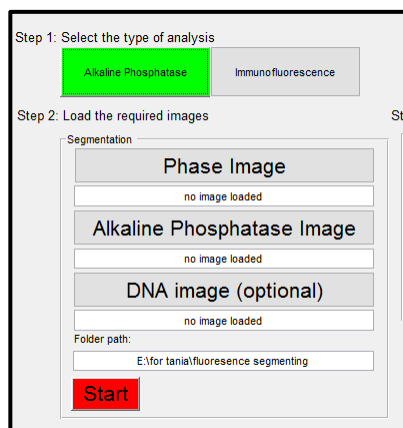 Step 1: Select the type of analysis
Alkaline Phosphatase
Immunofluorescence
Step 2: Load the required images
St
Segmentation
Phase Image
no image loaded
Alkaline Phosphatase Image
no image loaded
DNA image (optional)
no image loaded
Folder path:
E:\for tania\fluoresence segmenting
Start